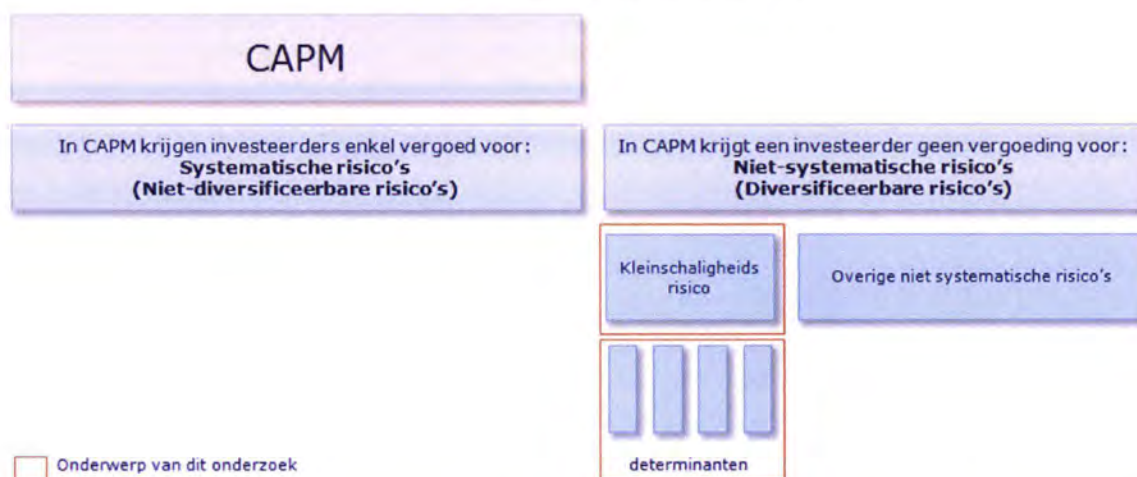 CAPM
In CAPM krijgen investeerders enkel vergoed voor:
Systematische risico's
(Niet-diversificeerbare risico's)
In CAPM krijgt een investeerder geen vergoeding voor:
Niet-systematische risico's
(Diversificeerbare risico's)
Kleinschaligheids
risico
Overige niet systematische risico's
determinanten
Onderwerp van dit onderzoek